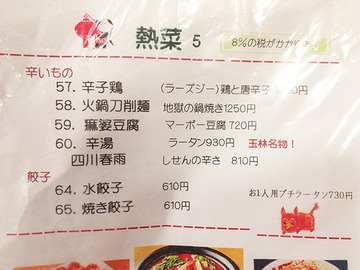 熱菜 5
8%の税がかか
辛いもの
57. 辛子鶏 (ラーズジー)鶏と唐辛子
58. 火鍋刀削麺 地獄の鍋焼き1250円
59. 麻婆豆腐 マーボー豆腐 720円
60. 辛湯 ラータン930円 玉林名物!
四川春雨 しせんの辛さ 810円
餃子
64. 水餃子 610円
65. 焼き餃子 610円
お1人用プチラータン730円